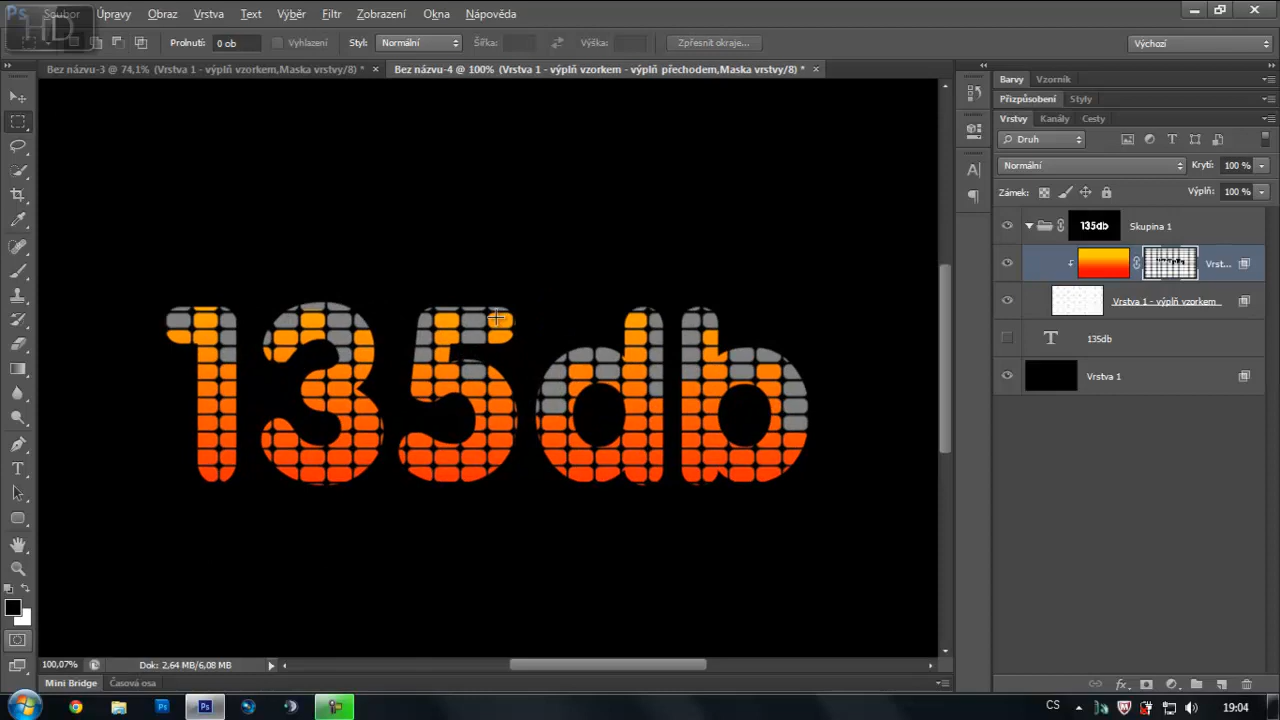 Ps Soubor Úpravy Obraz Vrstva Text Výběr Filtr Zobrazení Okna Nápověda
HD
Prolnutí: 0 ob Vyhlazení Styl: Normální Šířka: Výška: Zpřesnit okraje... Výchozí
Bez názvu-3 @ 74,1% (Vrstva 1 - výplň vzorkem,Maska vrstvy/8) * × Bez názvu-4 @ 100% (Vrstva 1 - výplň vzorkem - výplň přechodem,Maska vrstvy/8) * ×
Barvy Vzorník
Přizpůsobení Styly
Vrstvy Kanály Cesty
Druh
Normální Krytí: 100 %
Zámek: Výplň: 100 %
135db Skupina 1
Vrst...
Vrstva 1 - výplň vzorkem
T 135db
Vrstva 1
135db
100,07% Dok: 2,64 MB/6,08 MB
Mini Bridge Časová osa
CS 19:04